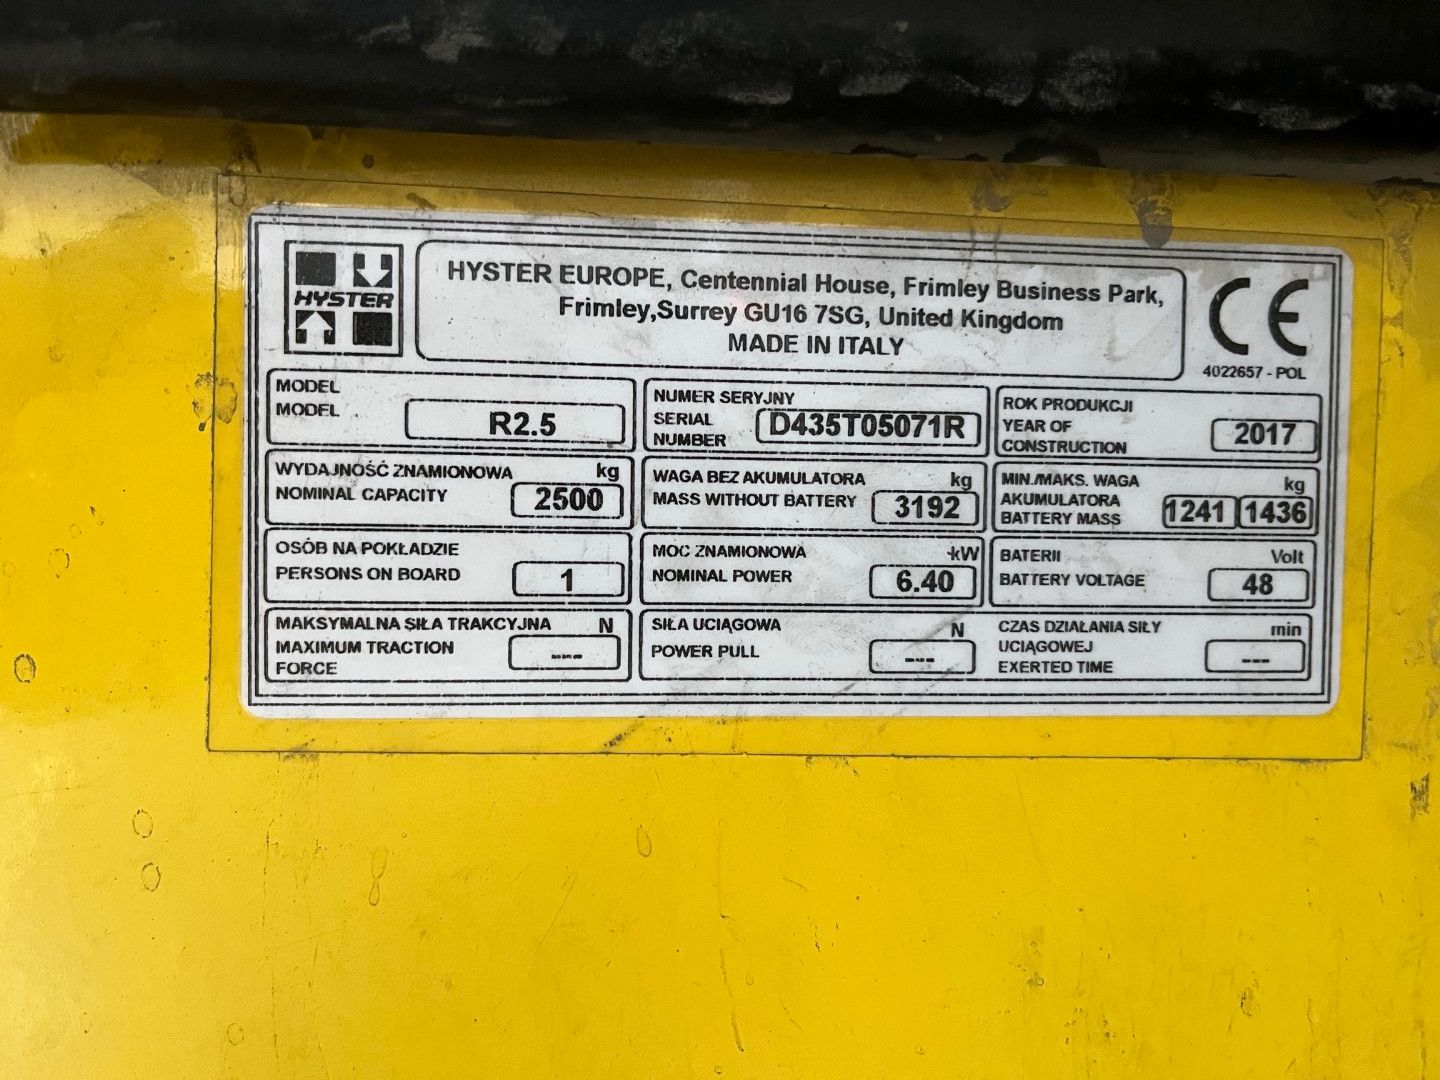 HYSTER
HYSTER EUROPE, Centennial House, Frimley Business Park,
Frimley,Surrey GU16 7SG, United Kingdom
MADE IN ITALY
CE
4022657 - POL
MODEL
MODEL
R2.5
NUMER SERYJNY
SERIAL
NUMBER
D435T05071R
ROK PRODUKCJI
YEAR OF
CONSTRUCTION
2017
WYDAJNOŚĆ ZNAMIONOWA kg
NOMINAL CAPACITY 2500
WAGA BEZ AKUMULATORA kg
MASS WITHOUT BATTERY 3192
MIN./MAKS. WAGA kg
AKUMULATORA
BATTERY MASS 1241 1436
OSÓB NA POKŁADZIE
PERSONS ON BOARD 1
MOC ZNAMIONOWA kW
NOMINAL POWER 6.40
BATERII Volt
BATTERY VOLTAGE 48
MAKSYMALNA SIŁA TRAKCYJNA N
MAXIMUM TRACTION ---
FORCE
SIŁA UCIĄGOWA N
POWER PULL ---
CZAS DZIAŁANIA SIŁY min
UCIĄGOWEJ
EXERTED TIME ---